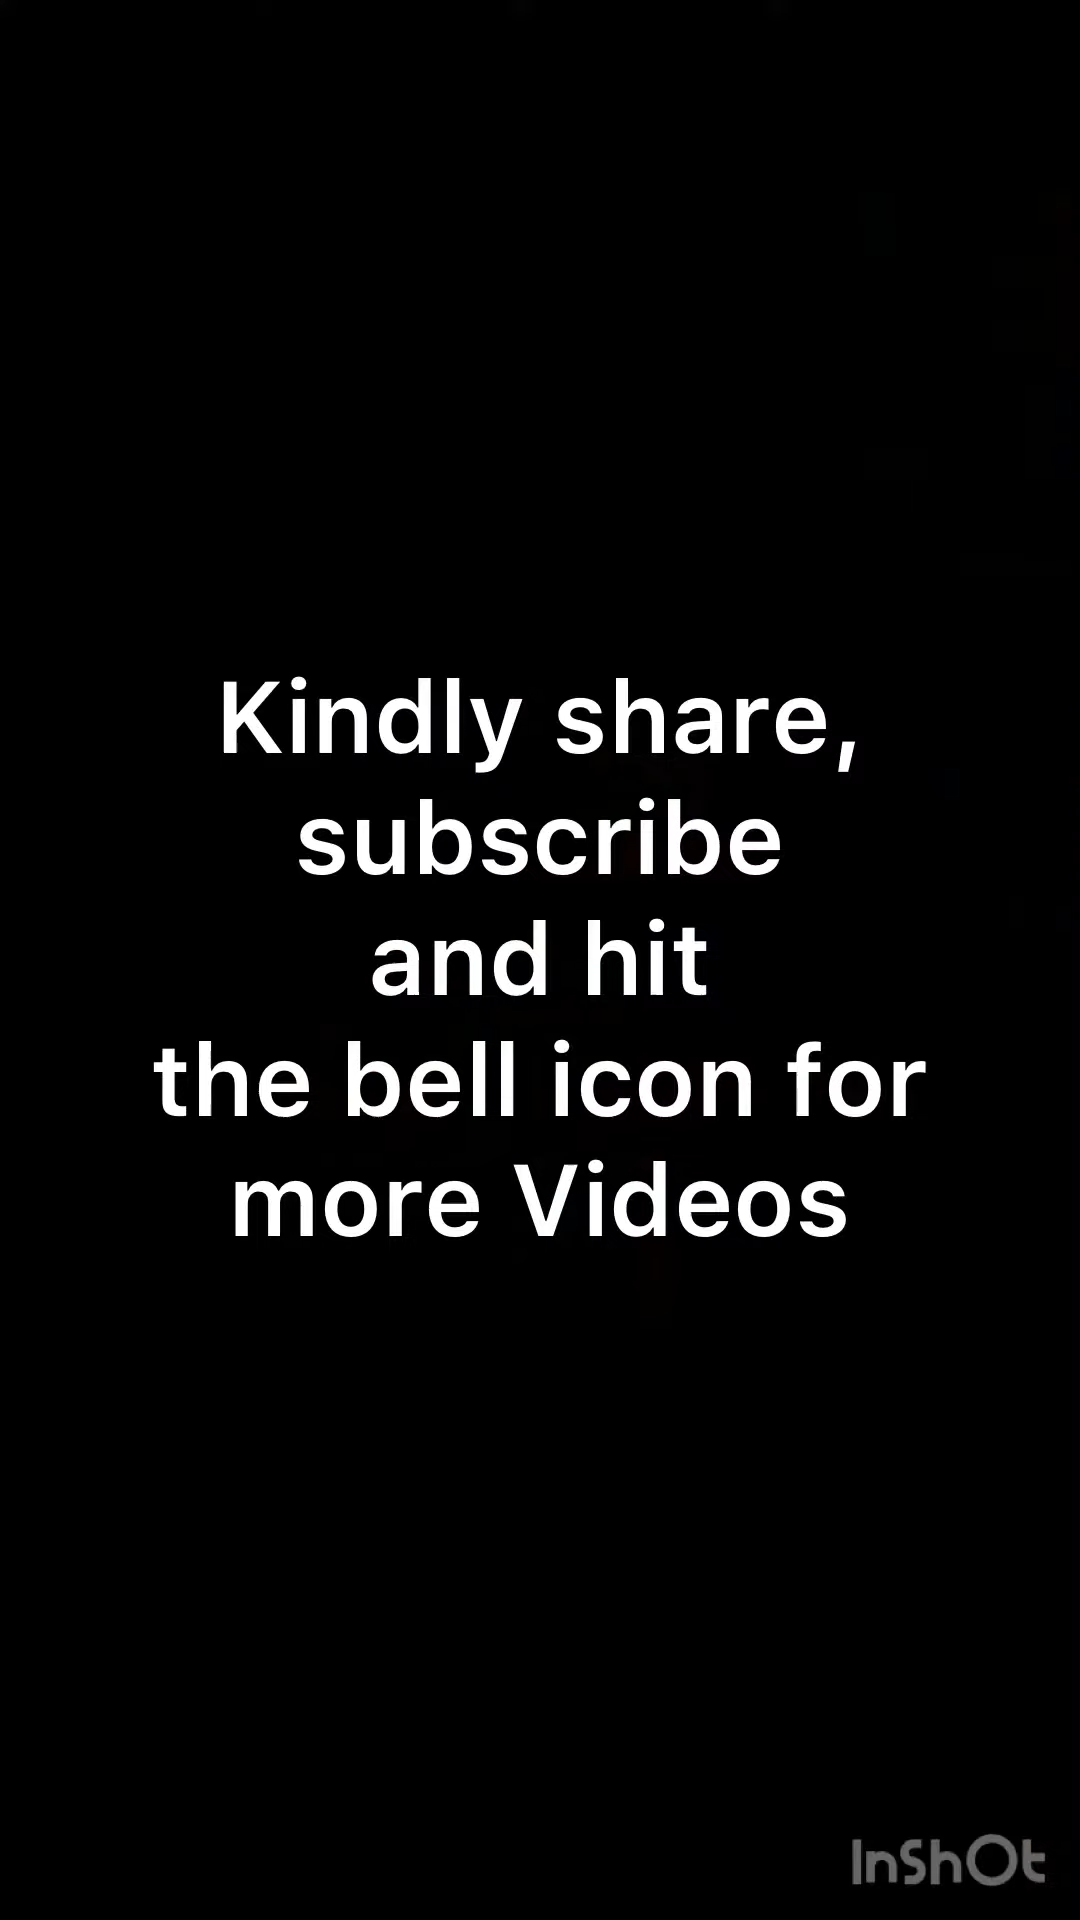 Kindly share,
subscribe
and hit
the bell icon for
more Videos
InShOt